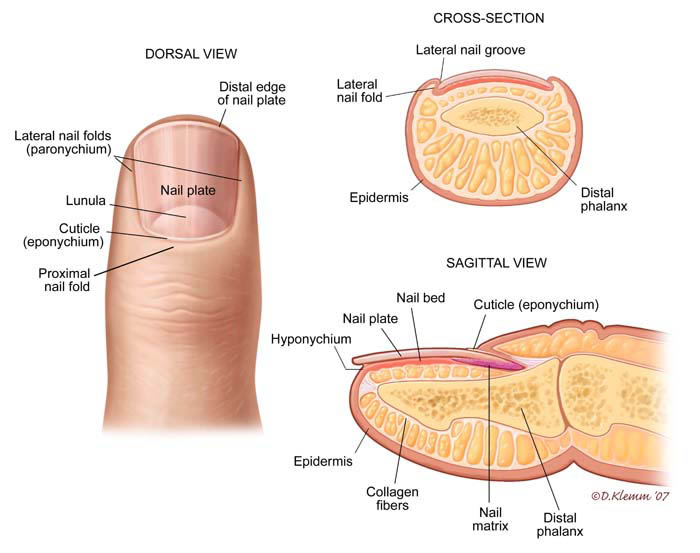 DORSAL VIEW
Distal edge
of nail plate
Lateral nail folds
(paronychium)
Nail plate
Lunula
Cuticle
(eponychium)
Proximal
nail fold
CROSS-SECTION
Lateral nail groove
Lateral
nail fold
Epidermis
Distal
phalanx
SAGITTAL VIEW
Nail bed
Cuticle (eponychium)
Nail plate
Hyponychium
Epidermis
Collagen
fibers
Nail
matrix
Distal
phalanx
©D.Klemm '07